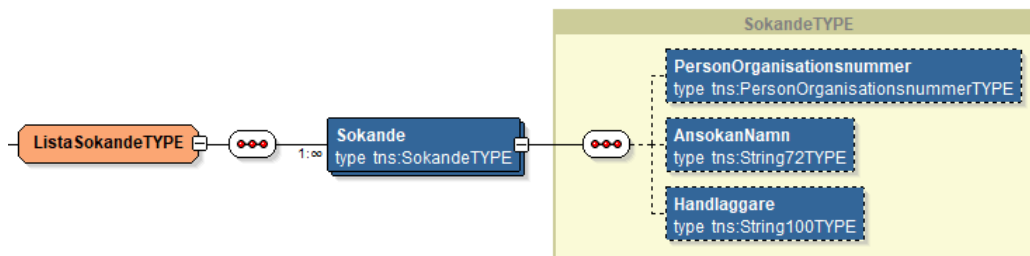 SokandeTYPE
PersonOrganisationsnummer
type tns:PersonOrganisationsnummerTYPE
ListaSokandeTYPE
1:∞
Sokande
type tns:SokandeTYPE
AnsokanNamn
type tns:String72TYPE
Handlaggare
type tns:String100TYPE